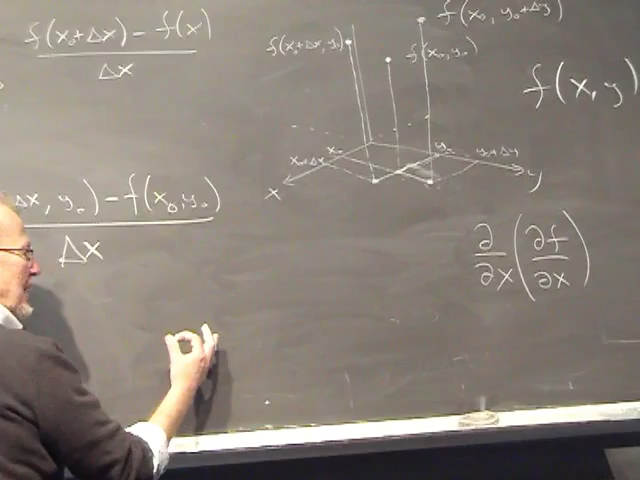 f(x₀+Δx) – f(x)
Δx
f(x₀+Δx, y₀)
f(x₀, y₀)
f(x₀, y₀+Δy)
f(x, y)
x₀+Δx
x₀
y₀
y₀+Δy
x
y
Δx, y₀) – f(x₀, y₀)
Δx
∂/∂x (∂f/∂x)